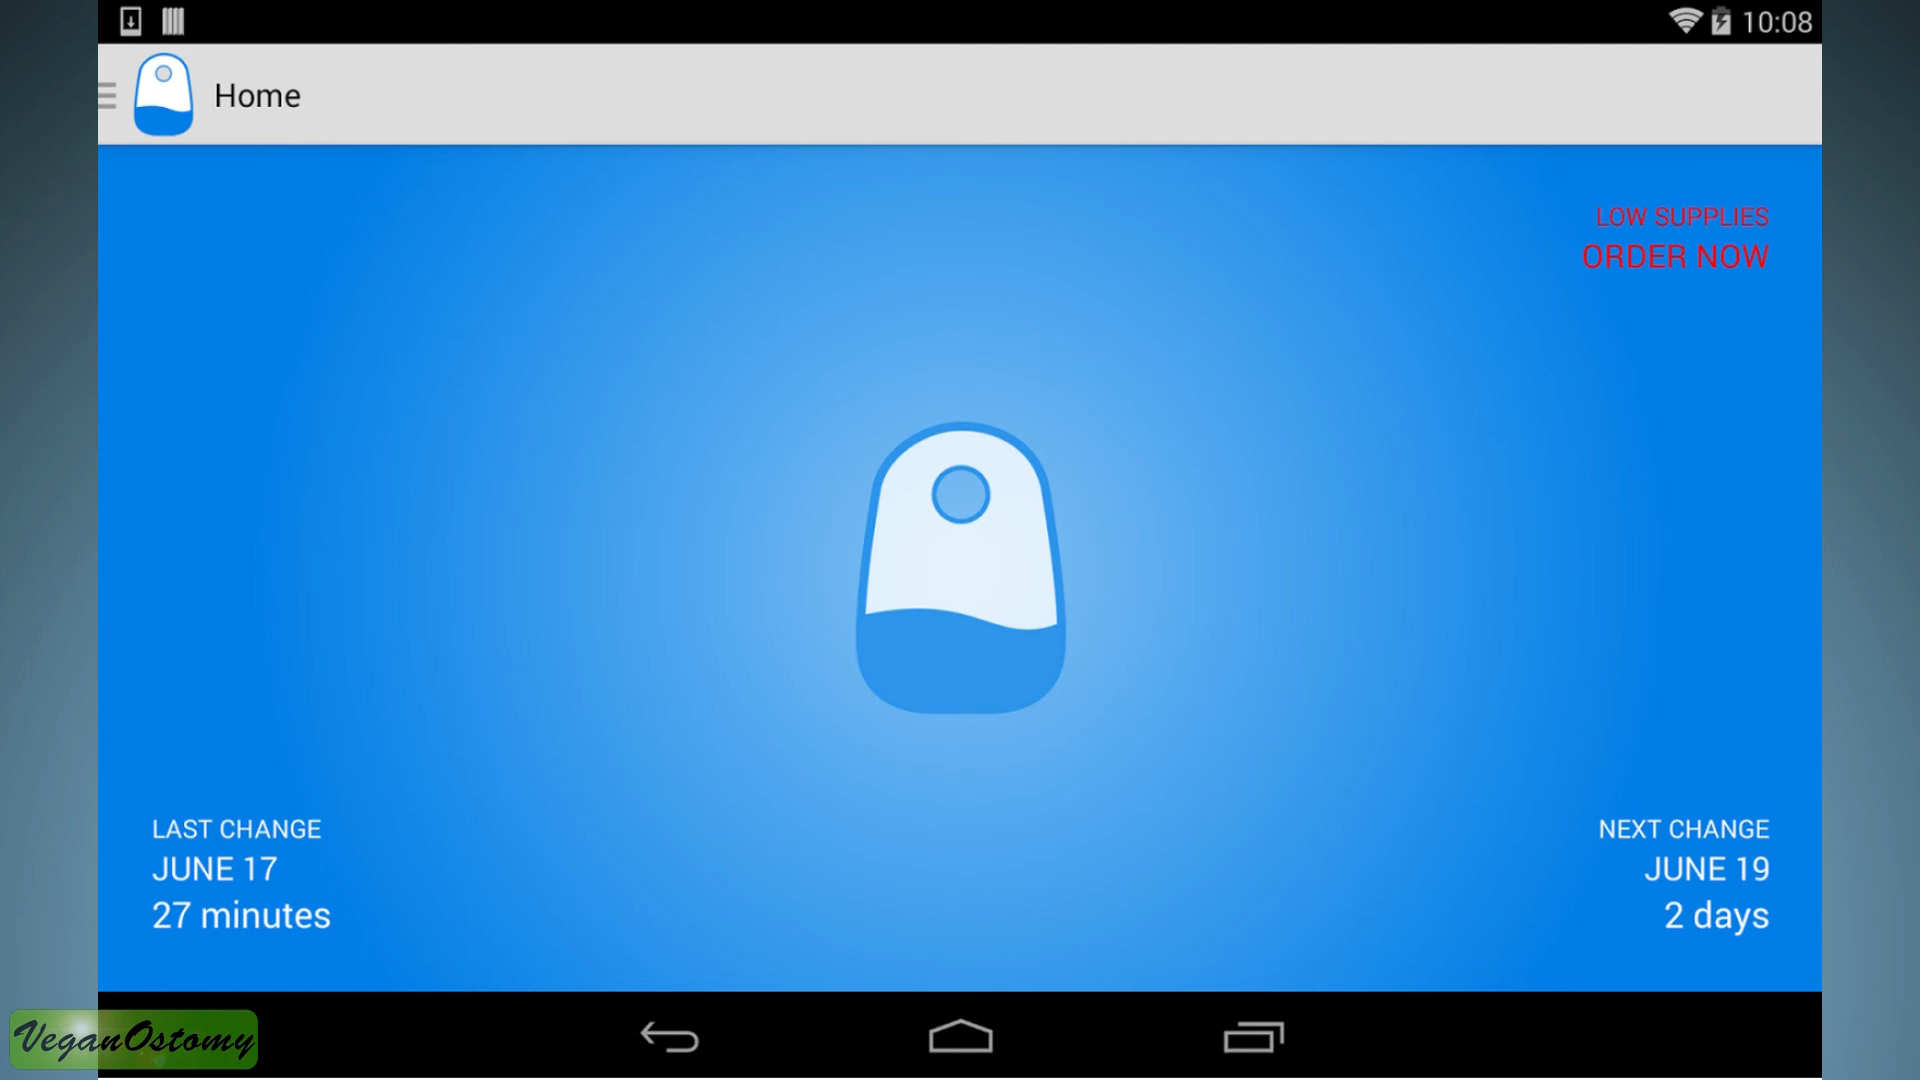 10:08
Home
LOW SUPPLIES
ORDER NOW
LAST CHANGE
JUNE 17
27 minutes
NEXT CHANGE
JUNE 19
2 days
VeganOstomy